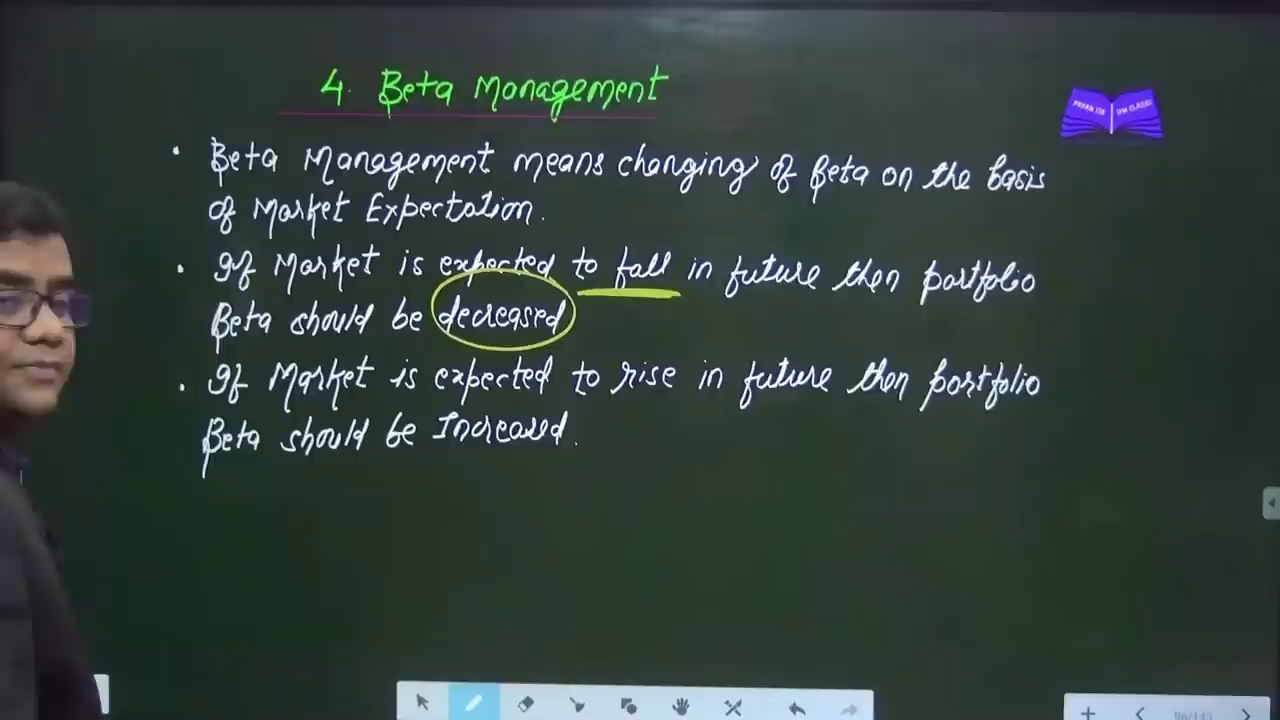 4. Beta Management
• Beta Management means changing of Beta on the basis
of Market Expectation.
• If Market is expected to fall in future then portfolio
Beta should be decreased
• If Market is expected to rise in future then portfolio
Beta should be Increased.